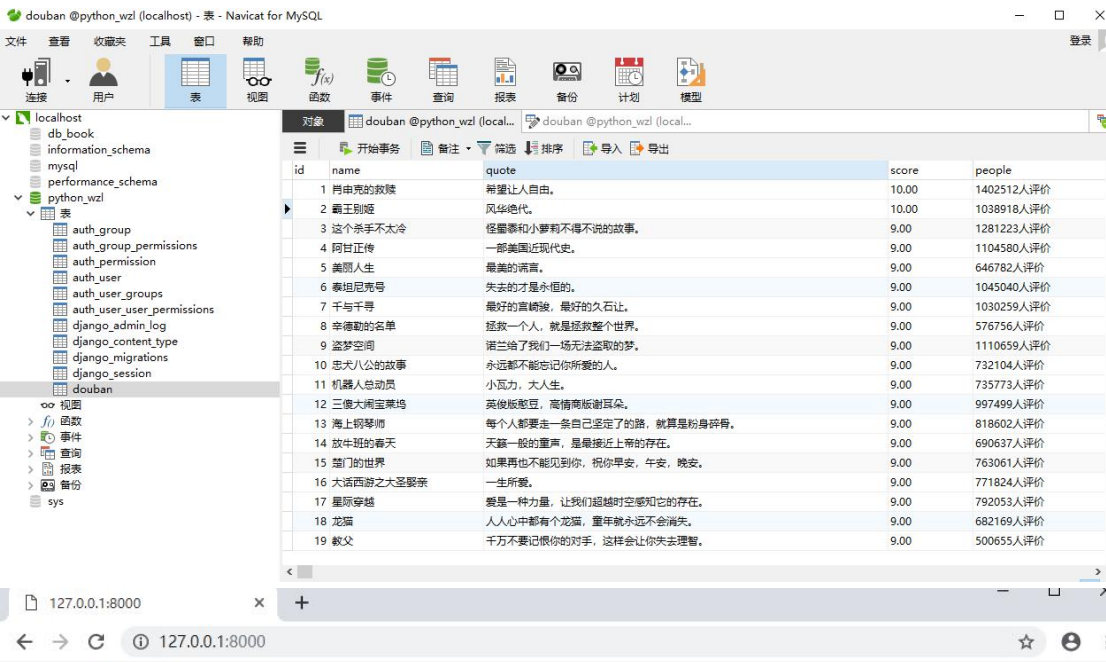 douban @python_wzl (localhost) - 表 - Navicat for MySQL
文件 查看 收藏夹 工具 窗口 帮助 登录
连接 用户 表 视图 函数 事件 查询 报表 备份 计划 模型
localhost
db_book
information_schema
mysql
performance_schema
python_wzl
表
auth_group
auth_group_permissions
auth_permission
auth_user
auth_user_groups
auth_user_user_permissions
django_admin_log
django_content_type
django_migrations
django_session
douban
视图
函数
事件
查询
报表
备份
sys
对象 douban @python_wzl (local... douban @python_wzl (local...
开始事务 备注 筛选 排序 导入 导出
id name quote score people
1 肖申克的救赎 希望让人自由。 10.00 1402512人评价
2 霸王别姬 风华绝代。 10.00 1038918人评价
3 这个杀手不太冷 怪蜀黍和小萝莉不得不说的故事。 9.00 1281223人评价
4 阿甘正传 一部美国近现代史。 9.00 1104580人评价
5 美丽人生 最美的谎言。 9.00 646782人评价
6 泰坦尼克号 失去的才是永恒的。 9.00 1045040人评价
7 千与千寻 最好的宫崎骏，最好的久石让。 9.00 1030259人评价
8 辛德勒的名单 拯救一个人，就是拯救整个世界。 9.00 576756人评价
9 盗梦空间 诺兰给了我们一场无法盗取的梦。 9.00 1110659人评价
10 忠犬八公的故事 永远都不能忘记你所爱的人。 9.00 732104人评价
11 机器人总动员 小瓦力，大人生。 9.00 735773人评价
12 三傻大闹宝莱坞 英俊版憨豆，高情商版谢耳朵。 9.00 997499人评价
13 海上钢琴师 每个人都要走一条自己坚定了的路，就算是粉身碎骨。 9.00 818602人评价
14 放牛班的春天 天籁一般的童声，是最接近上帝的存在。 9.00 690637人评价
15 楚门的世界 如果再也不能见到你，祝你早安，午安，晚安。 9.00 763061人评价
16 大话西游之大圣娶亲 一生所爱。 9.00 771824人评价
17 星际穿越 爱是一种力量，让我们超越时空感知它的存在。 9.00 792053人评价
18 龙猫 人人心中都有个龙猫，童年就永远不会消失。 9.00 682169人评价
19 教父 千万不要记恨你的对手，这样会让你失去理智。 9.00 500655人评价
127.0.0.1:8000
127.0.0.1:8000